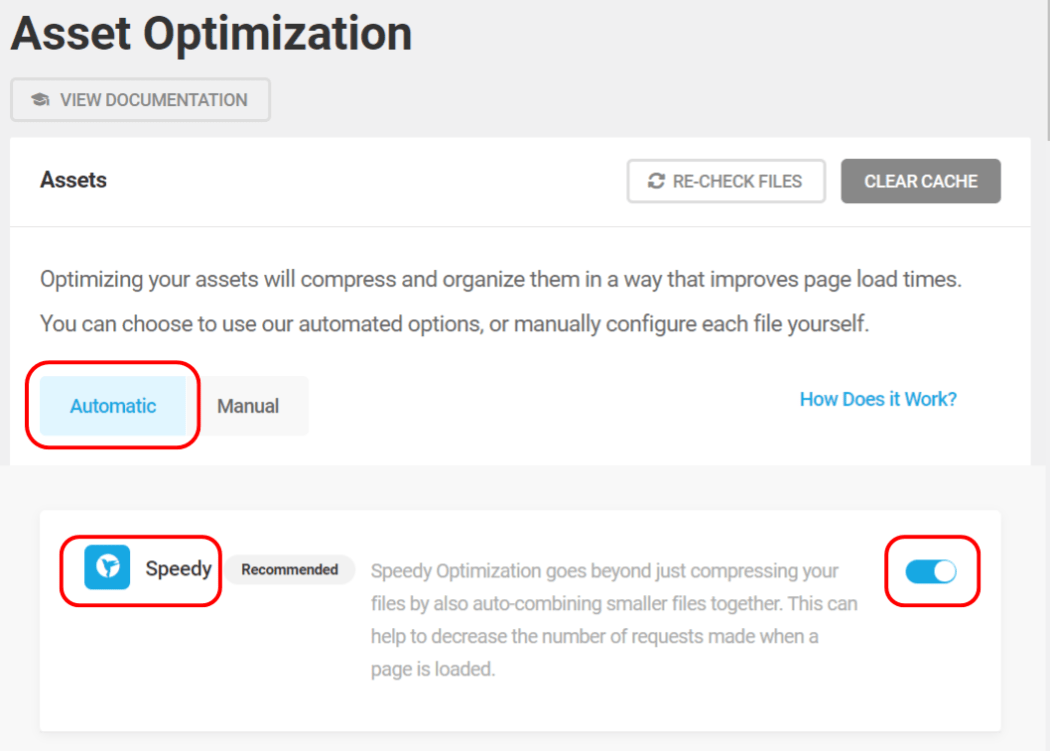 Asset Optimization
VIEW DOCUMENTATION
Assets
RE-CHECK FILES
CLEAR CACHE
Optimizing your assets will compress and organize them in a way that improves page load times.
You can choose to use our automated options, or manually configure each file yourself.
Automatic
Manual
How Does it Work?
Speedy
Recommended
Speedy Optimization goes beyond just compressing your
files by also auto-combining smaller files together. This can
help to decrease the number of requests made when a
page is loaded.